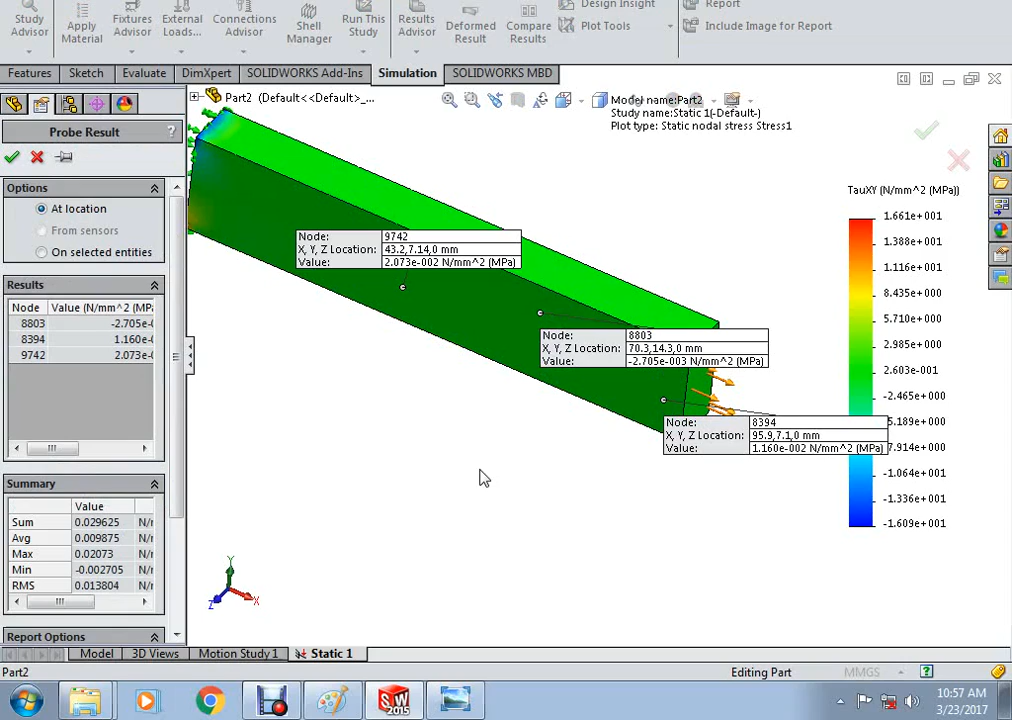 Study
Advisor
Apply
Material
Fixtures
Advisor
External
Loads...
Connections
Advisor
Shell
Manager
Run This
Study
Results
Advisor
Deformed
Result
Compare
Results
Design Insight
Plot Tools
Report
Include Image for Report
Features
Sketch
Evaluate
DimXpert
SOLIDWORKS Add-Ins
Simulation
SOLIDWORKS MBD
Part2 (Default<<Default>_...
Model name:Part2
Study name:Static 1(-Default-)
Plot type: Static nodal stress Stress1
Probe Result
?
Options
At location
From sensors
On selected entities
Results
Node Value (N/mm^2 (MPa)
8803 -2.705e-0
8394 1.160e-0
9742 2.073e-0
Summary
Value
Sum 0.029625 N/r
Avg 0.009875 N/r
Max 0.02073 N/r
Min -0.002705 N/r
RMS 0.013804 N/r
Report Options
Node: 9742
X, Y, Z Location: 43.2,7.14,0 mm
Value: 2.073e-002 N/mm^2 (MPa)
Node: 8803
X, Y, Z Location: 70.3,14.3,0 mm
Value: -2.705e-003 N/mm^2 (MPa)
Node: 8394
X, Y, Z Location: 95.9,7.1,0 mm
Value: 1.160e-002 N/mm^2 (MPa)
TauXY (N/mm^2 (MPa))
1.661e+001
1.388e+001
1.116e+001
8.435e+000
5.710e+000
2.985e+000
2.603e-001
-2.465e+000
5.189e+000
7.914e+000
-1.064e+001
-1.336e+001
-1.609e+001
Y
Z
X
Model
3D Views
Motion Study 1
Static 1
Part2
Editing Part
MMGS
?
SW
2015
10:57 AM
3/23/2017